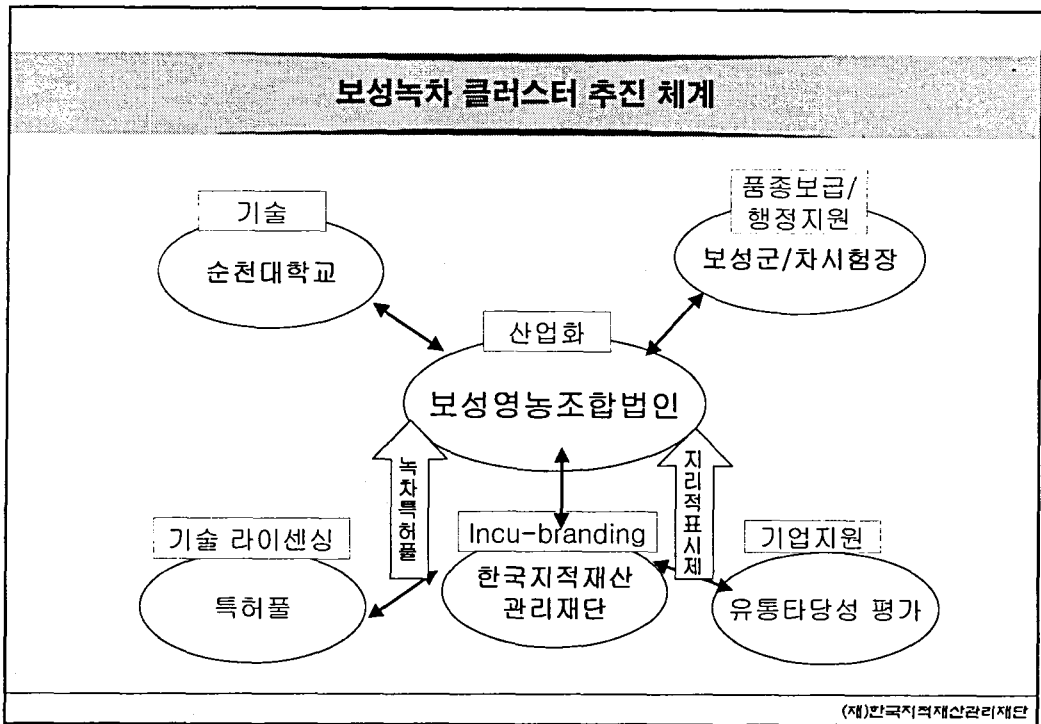 보성녹차 클러스터 추진 체계
기술
순천대학교
품종보급/
행정지원
보성군/차시험장
산업화
보성영농조합법인
녹차특허풀
지리적표시제
기술 라이센싱
특허풀
Incu-branding
한국지적재산
관리재단
기업지원
유통타당성 평가
(재)한국지적재산관리재단